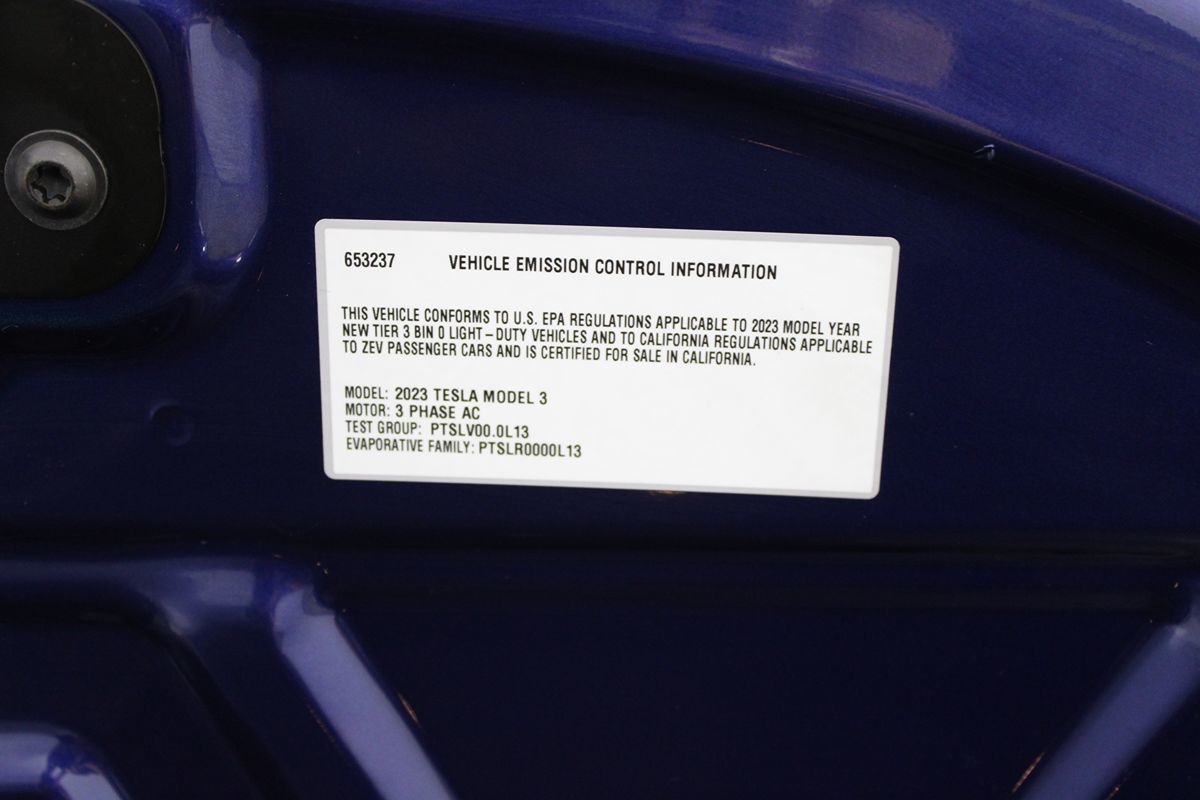 653237 VEHICLE EMISSION CONTROL INFORMATION
THIS VEHICLE CONFORMS TO U.S. EPA REGULATIONS APPLICABLE TO 2023 MODEL YEAR
NEW TIER 3 BIN 0 LIGHT-DUTY VEHICLES AND TO CALIFORNIA REGULATIONS APPLICABLE
TO ZEV PASSENGER CARS AND IS CERTIFIED FOR SALE IN CALIFORNIA.
MODEL: 2023 TESLA MODEL 3
MOTOR: 3 PHASE AC
TEST GROUP: PTSLV00.0L13
EVAPORATIVE FAMILY: PTSLR0000L13